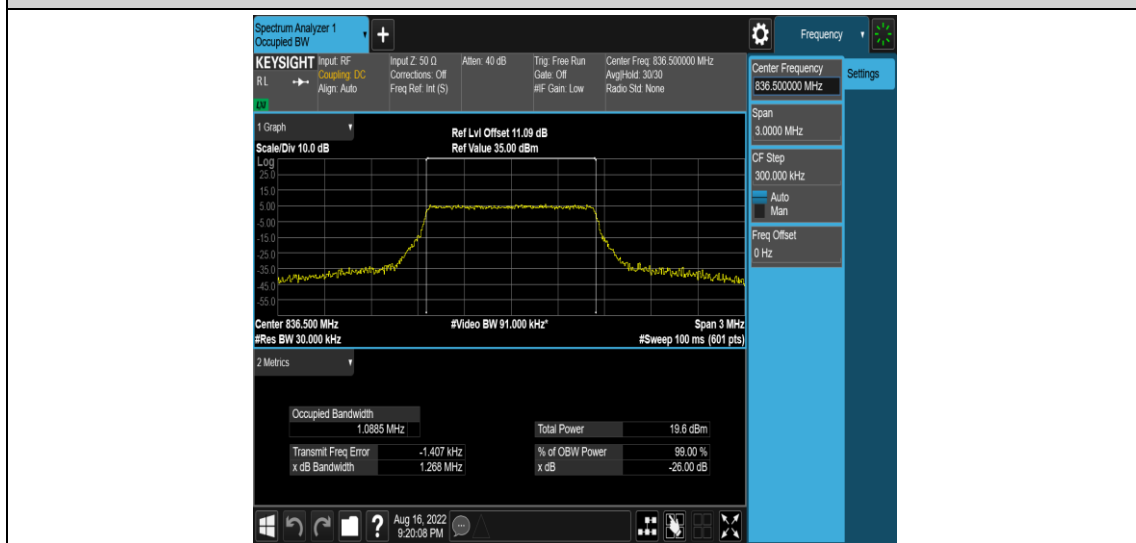 Spectrum Analyzer 1
Occupied BW
+
Frequency
KEYSIGHT
RL
LXI
Input: RF
Coupling: DC
Align: Auto
Input Z: 50 Ω
Corrections: Off
Freq Ref: Int (S)
Atten: 40 dB
Trig: Free Run
Gate: Off
#IF Gain: Low
Center Freq: 836.500000 MHz
Avg|Hold: 30/30
Radio Std: None
Center Frequency
836.500000 MHz
Settings
Span
3.0000 MHz
CF Step
300.000 kHz
Auto
Man
Freq Offset
0 Hz
1 Graph
Scale/Div 10.0 dB
Ref Lvl Offset 11.09 dB
Ref Value 35.00 dBm
Log
25.0
15.0
5.00
-5.00
-15.0
-25.0
-35.0
-45.0
-55.0
Center 836.500 MHz
#Video BW 91.000 kHz*
Span 3 MHz
#Res BW 30.000 kHz
#Sweep 100 ms (601 pts)
2 Metrics
Occupied Bandwidth
1.0885 MHz
Total Power 19.6 dBm
Transmit Freq Error -1.407 kHz
% of OBW Power 99.00 %
x dB Bandwidth 1.268 MHz
x dB -26.00 dB
?
Aug 16, 2022
9:20:08 PM